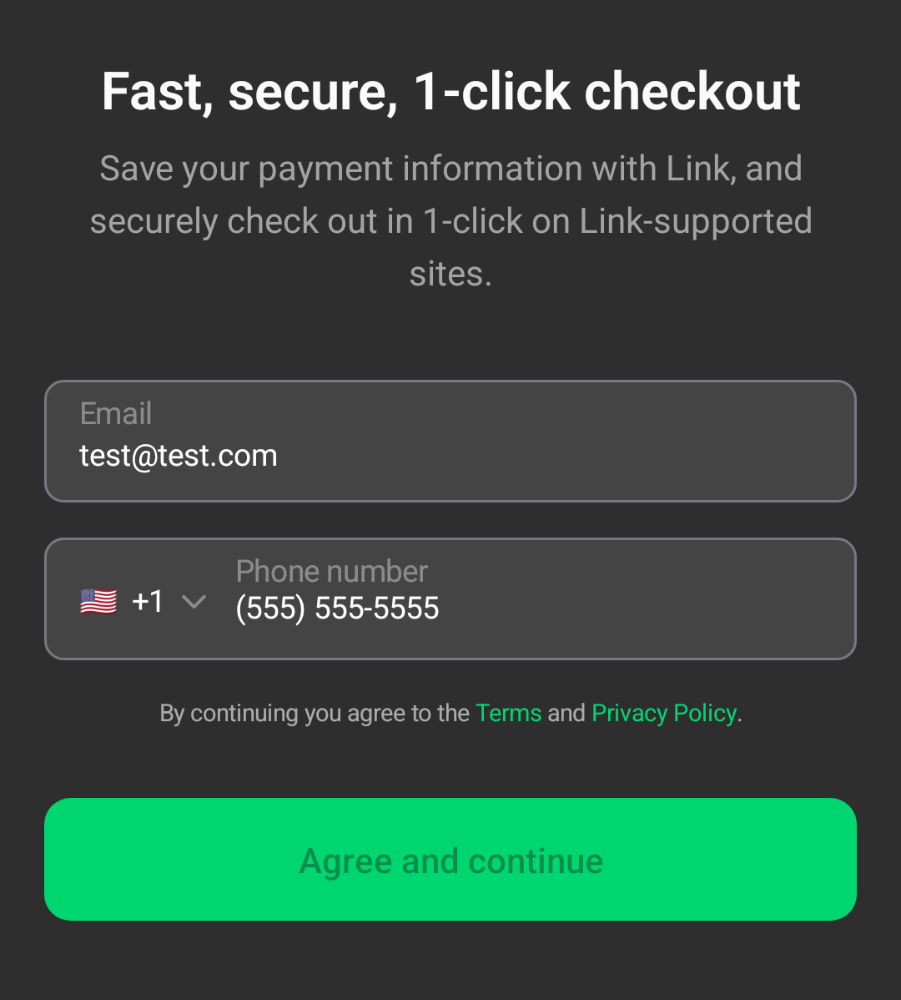 Fast, secure, 1-click checkout
Save your payment information with Link, and
securely check out in 1-click on Link-supported
sites.
Email
test@test.com
Phone number
+1 (555) 555-5555
By continuing you agree to the Terms and Privacy Policy.
Agree and continue